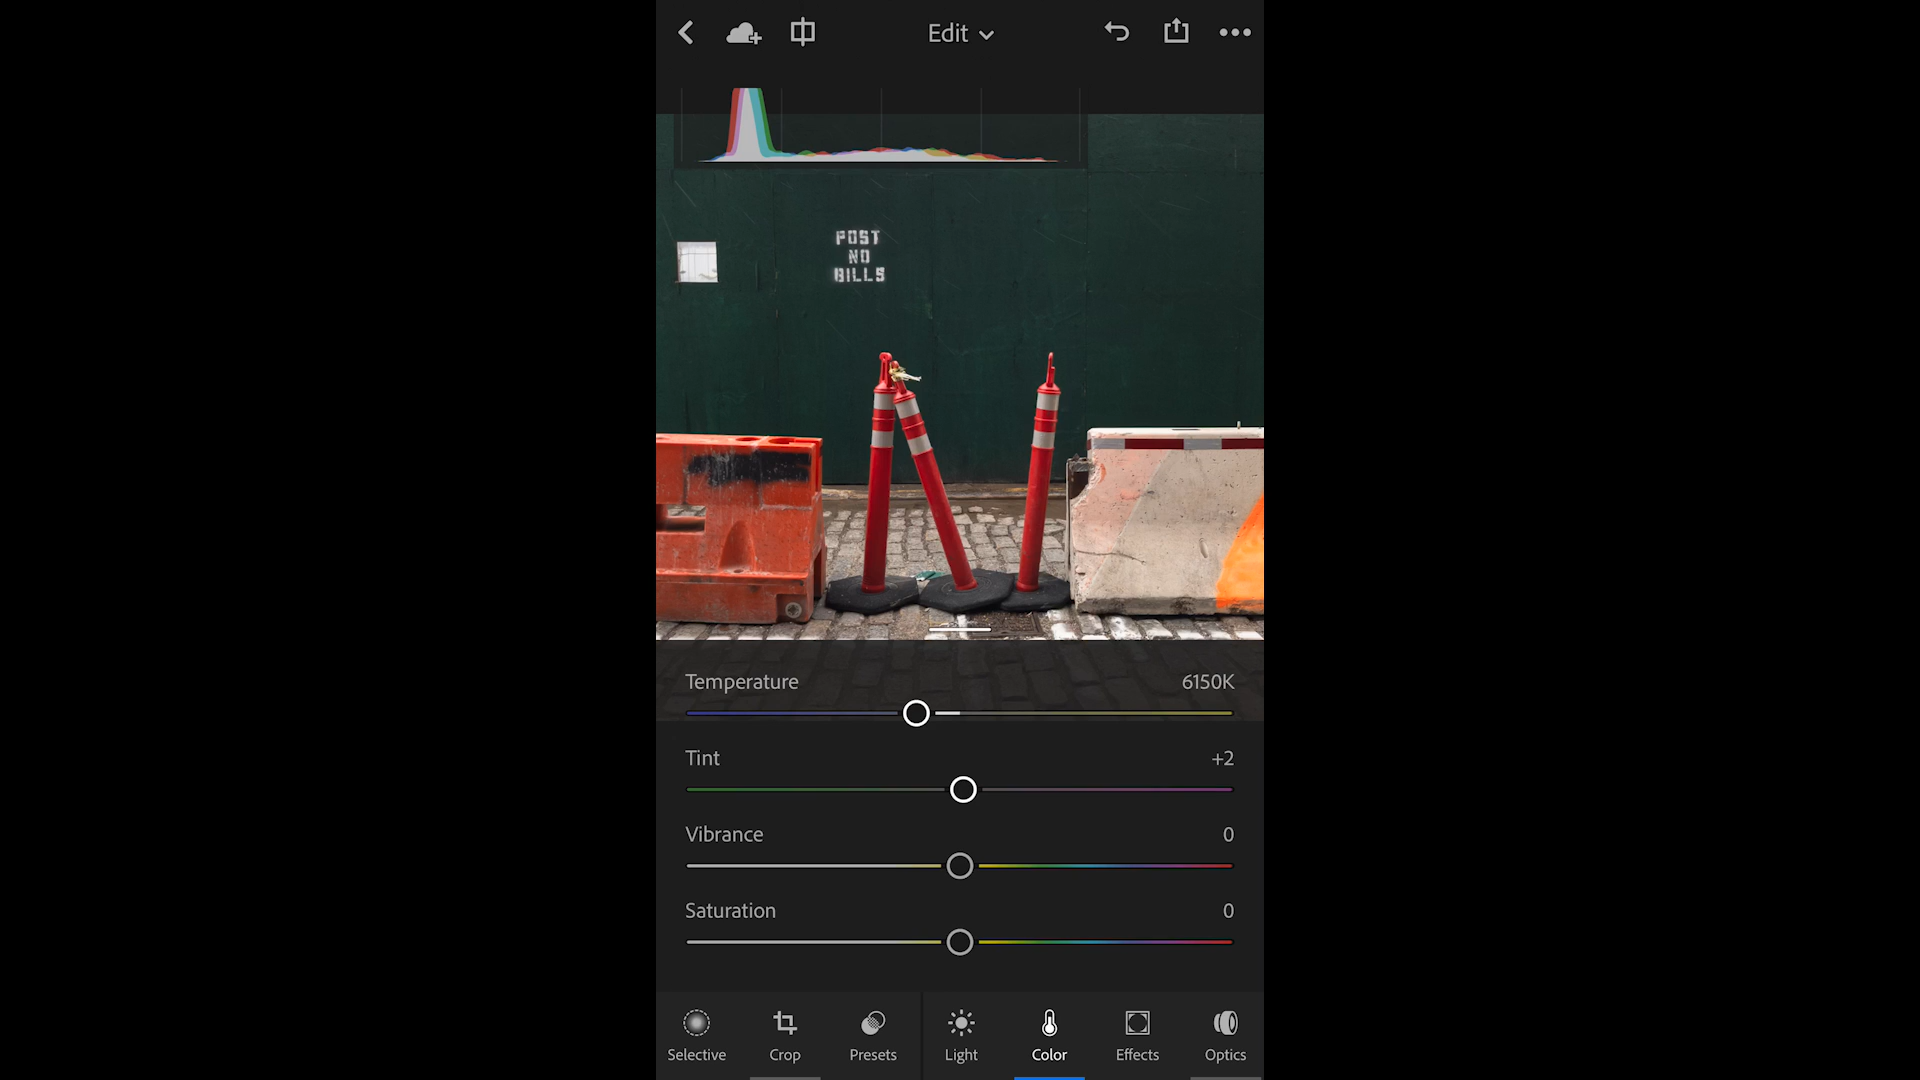 Edit
POST
NO
BILLS
Temperature 6150K
Tint +2
Vibrance 0
Saturation 0
Selective Crop Presets Light Color Effects Optics